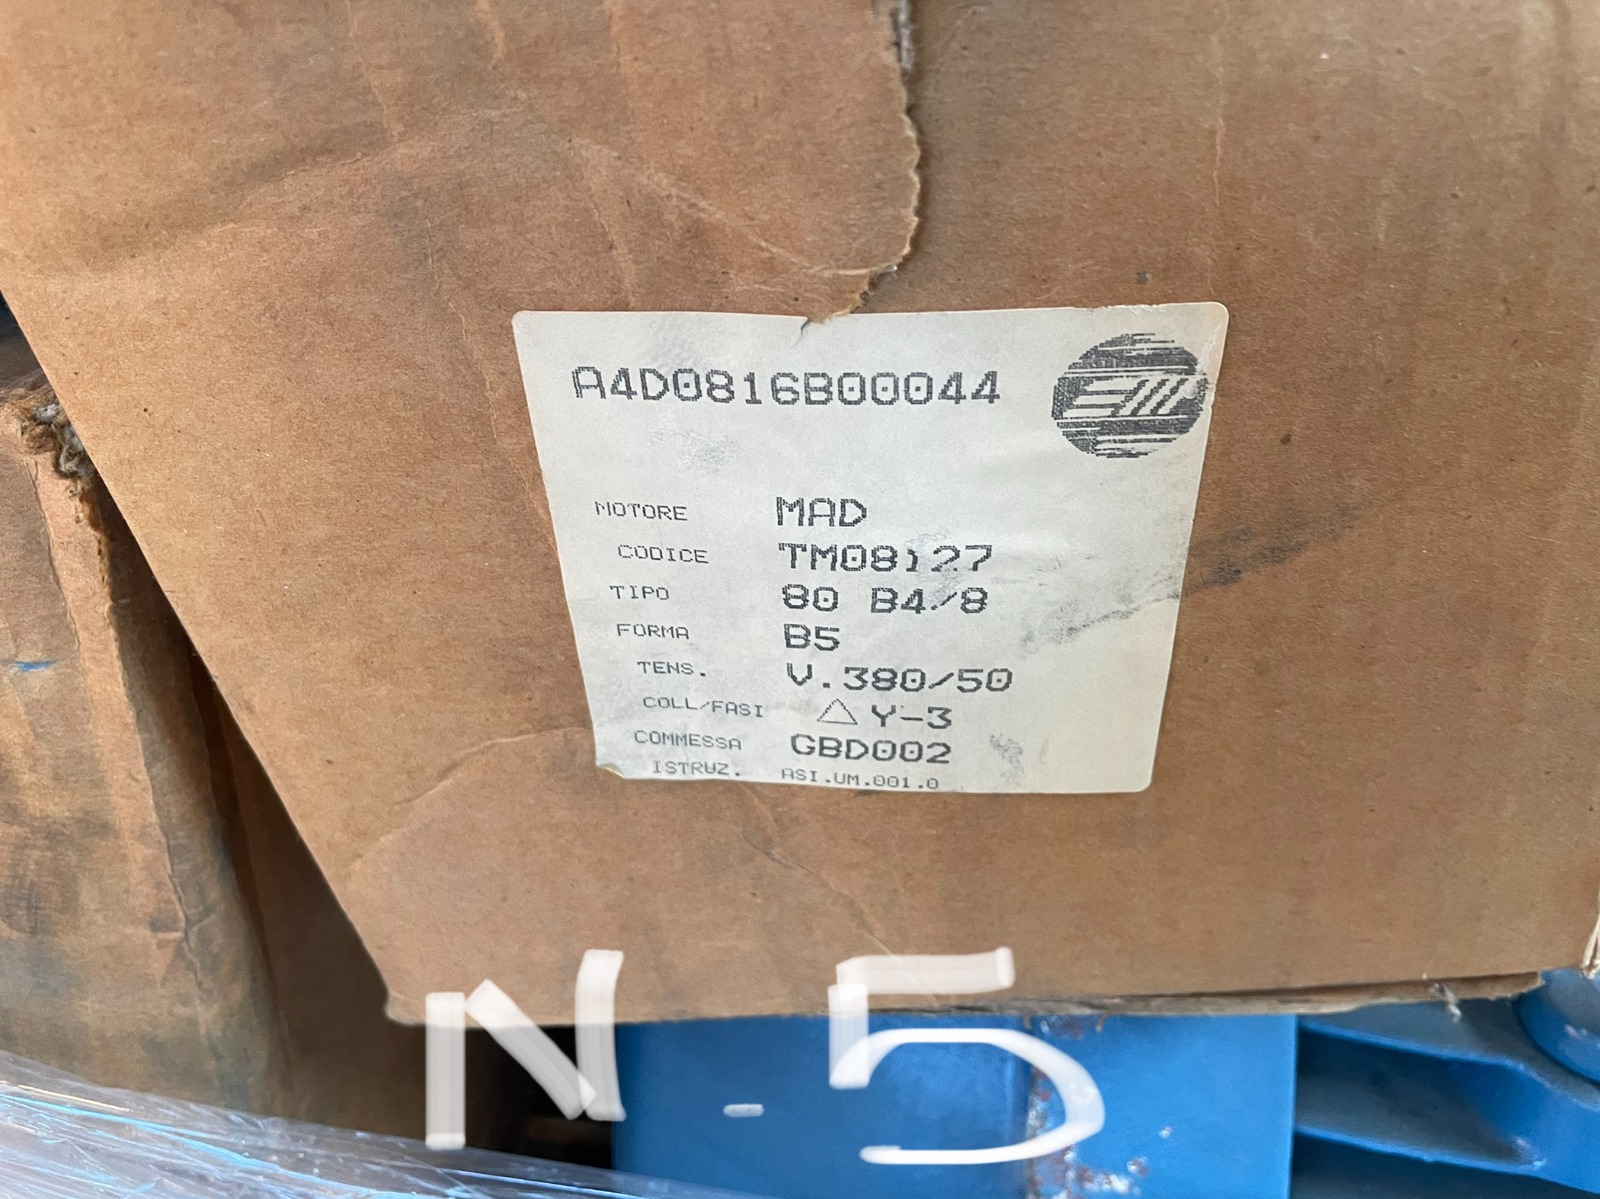 A4D0816B00044
MOTORE MAD
CODICE TM08127
TIPO 80 B4/8
FORMA B5
TENS. V.380/50
COLL/FASI △ Y-3
COMMESSA GBD002
ISTRUZ. ASI.UM.001.0
N. 5